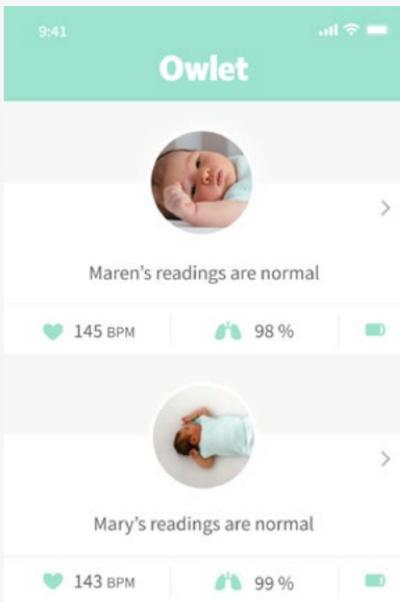 9:41
Owlet
Maren’s readings are normal
145 BPM
98 %
Mary’s readings are normal
143 BPM
99 %